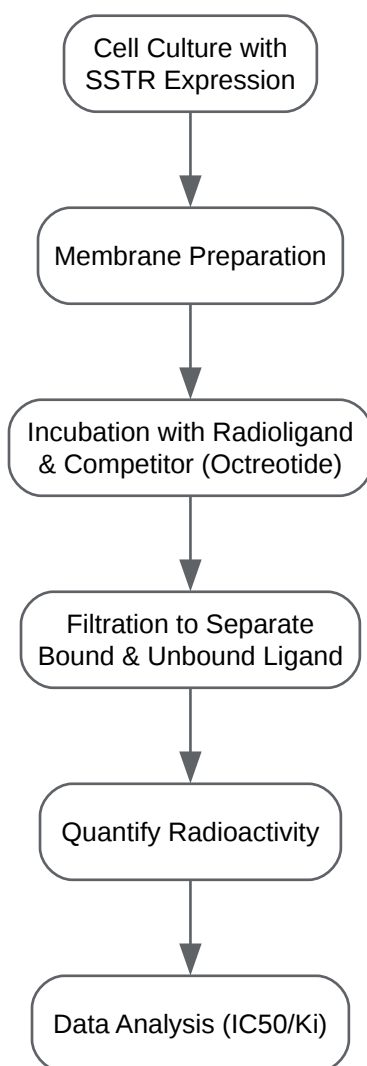 Cell Culture with
SSTR Expression
Membrane Preparation
Incubation with Radioligand
& Competitor (Octreotide)
Filtration to Separate
Bound & Unbound Ligand
Quantify Radioactivity
Data Analysis (IC50/Ki)